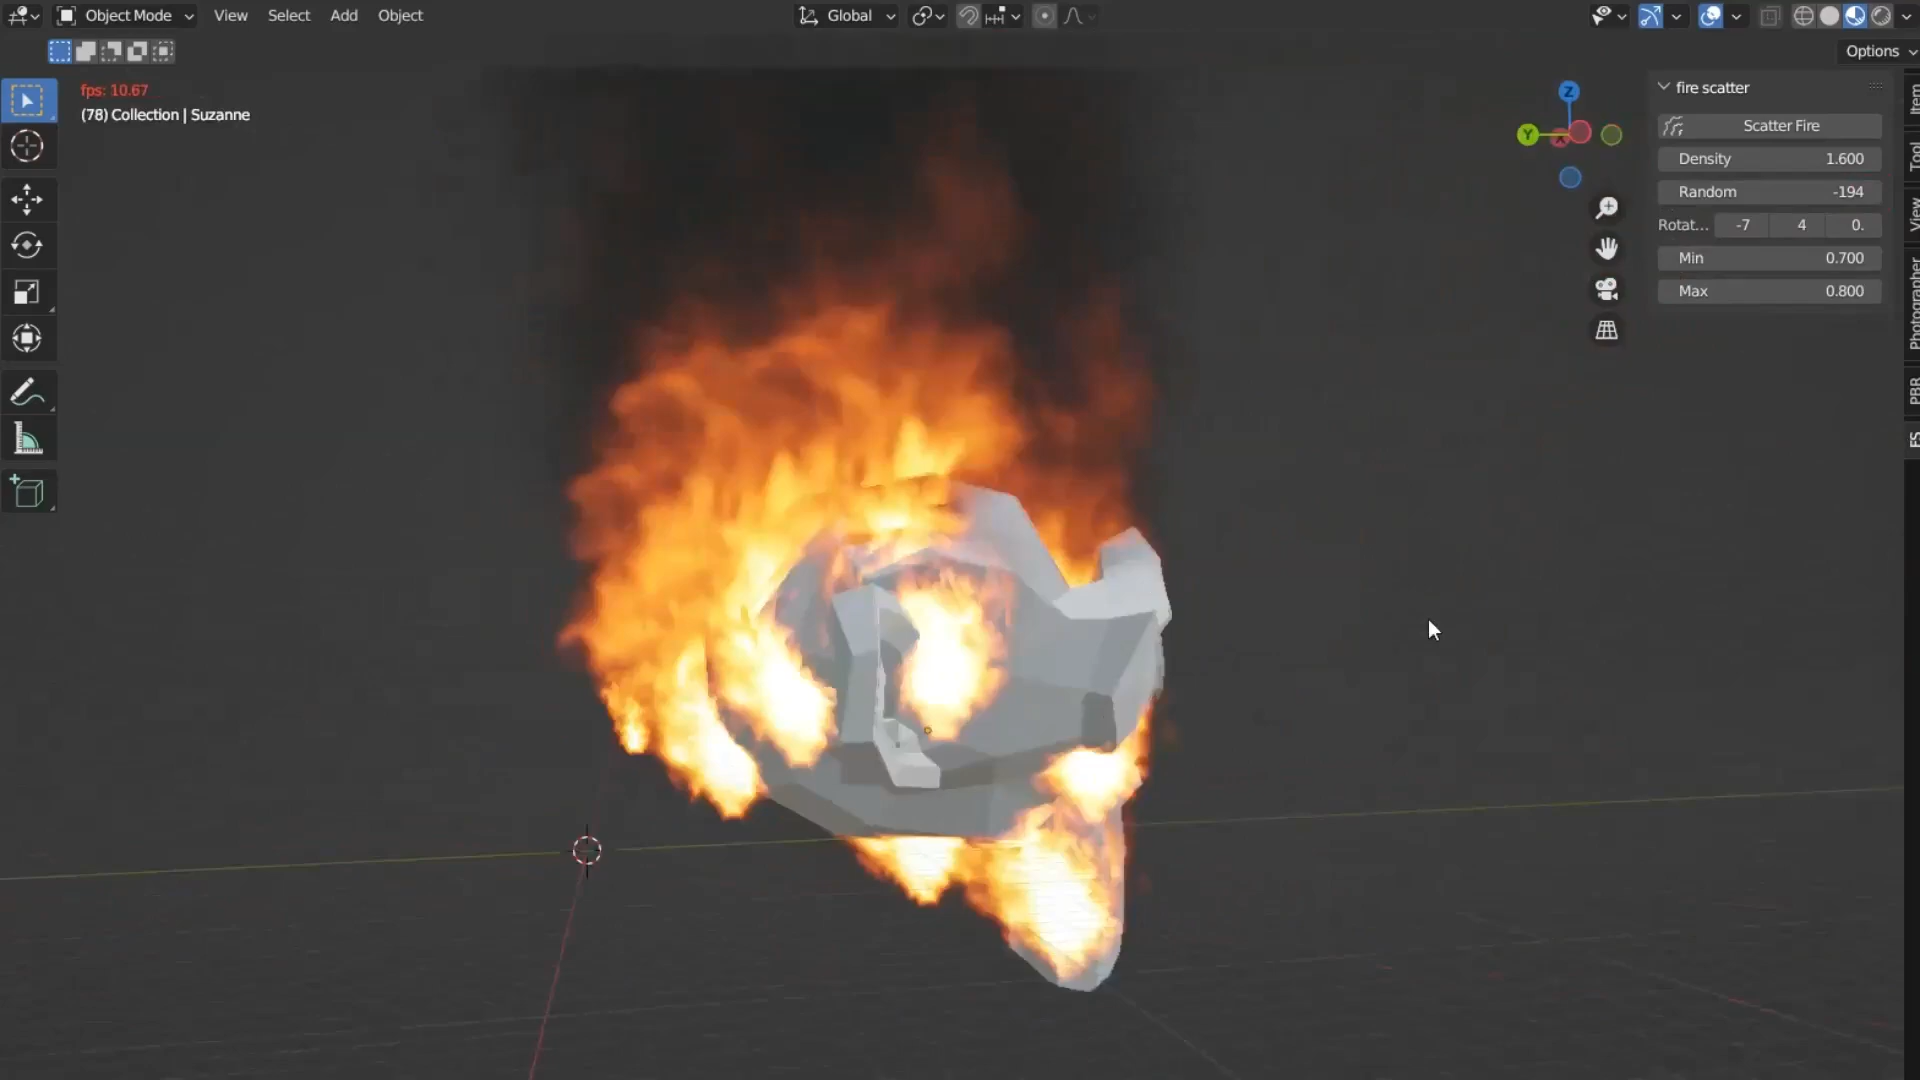 Object Mode View Select Add Object Global
Options
fps: 10.67
(78) Collection | Suzanne
Z
Y
fire scatter
Scatter Fire
Density 1.600
Random -194
Rotat... -7 4 0.
Min 0.700
Max 0.800
Item
Tool
View
Photographer
PBR
FS